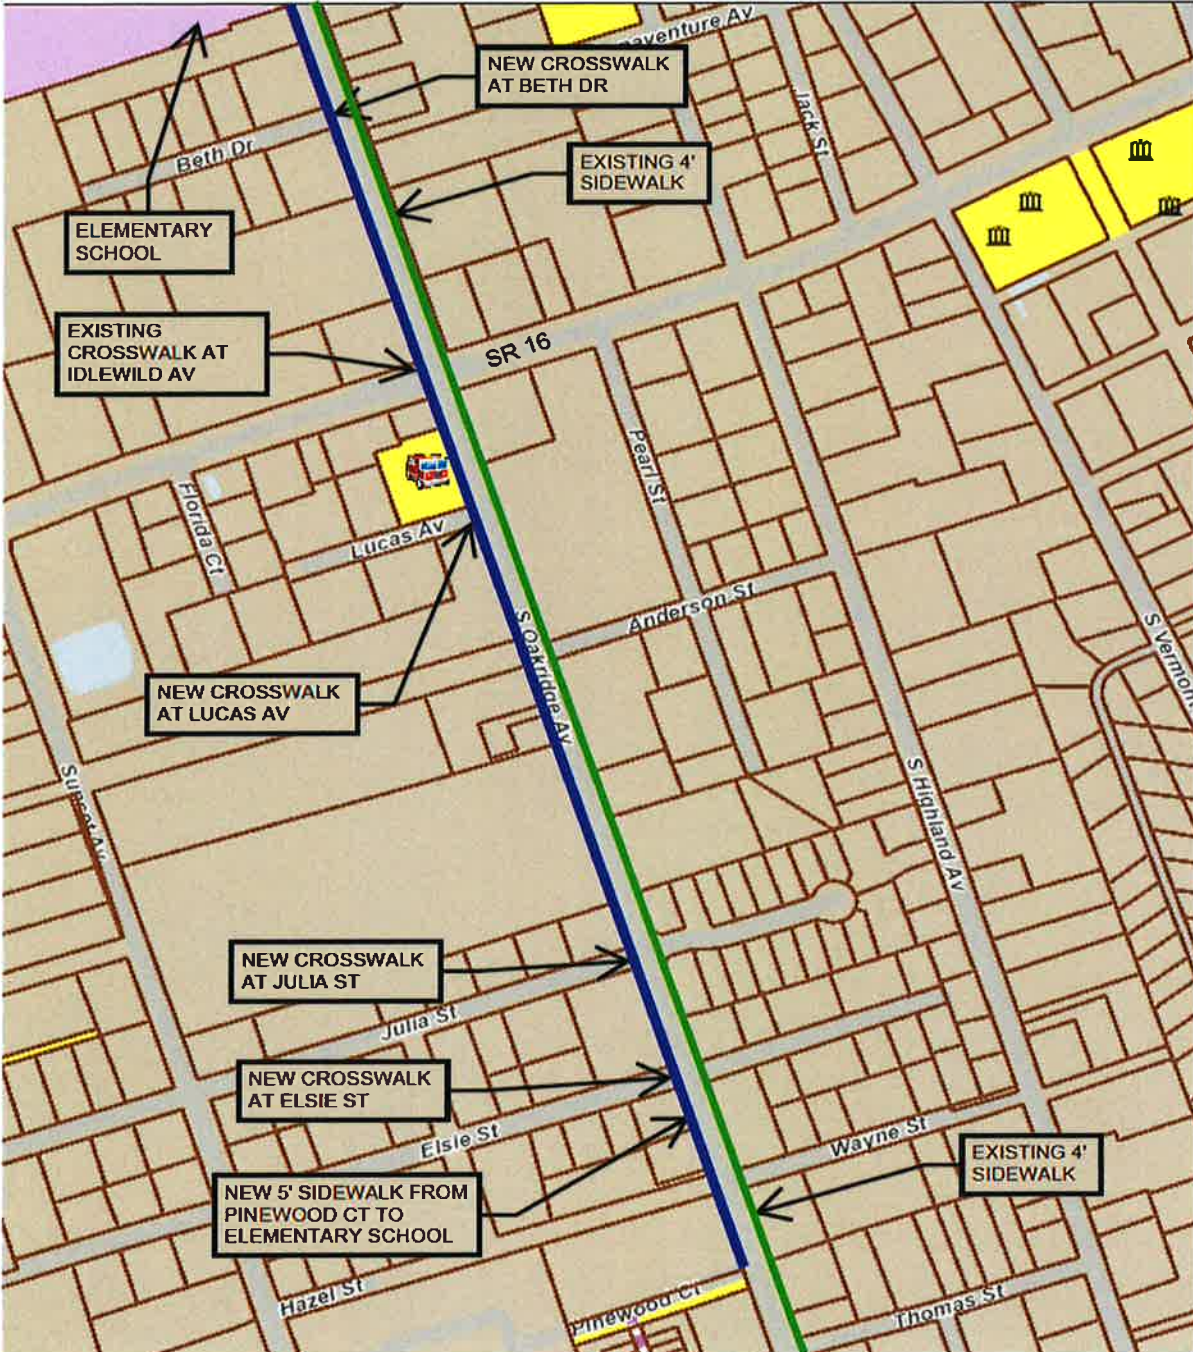 NEW CROSSWALK
AT BETH DR
Jack St
Beth Dr
EXISTING 4'
SIDEWALK
ELEMENTARY
SCHOOL
EXISTING
CROSSWALK AT
IDLEWILD AV
SR 16
Pearl St
Florida Ct
Lucas Av
Anderson St
S Oakridge Av
S Vermont
NEW CROSSWALK
AT LUCAS AV
Sunset Av
S Highland Av
NEW CROSSWALK
AT JULIA ST
Julia St
NEW CROSSWALK
AT ELSIE ST
Elsie St
Wayne St
EXISTING 4'
SIDEWALK
NEW 5' SIDEWALK FROM
PINEWOOD CT TO
ELEMENTARY SCHOOL
Hazel St
Pinewood Ct
Thomas St